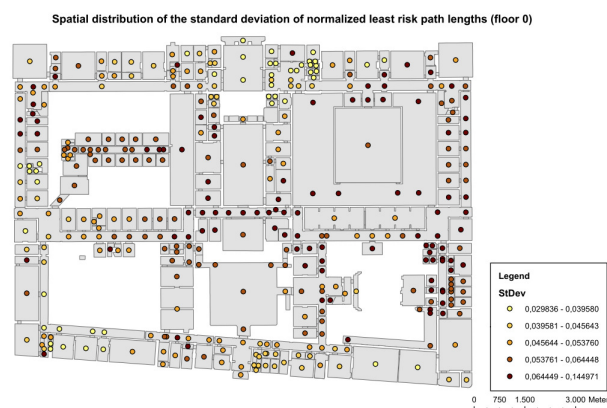 Spatial distribution of the standard deviation of normalized least risk path lengths (floor 0)
Legend
StDev
0,029836 - 0,039580
0,039581 - 0,045643
0,045644 - 0,053760
0,053761 - 0,064448
0,064449 - 0,144971
0 750 1.500 3.000 Meters